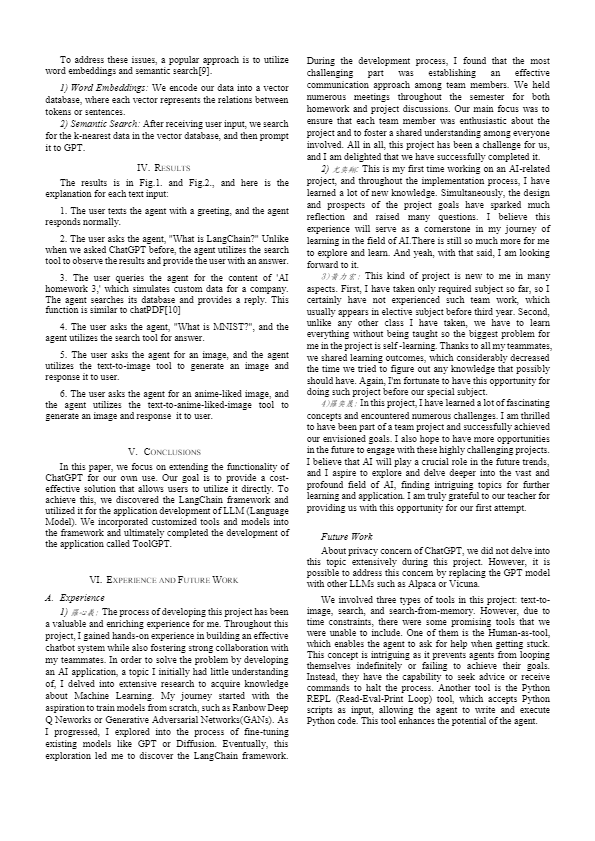 To address these issues, a popular approach is to utilize
word embeddings and semantic search[9].
1) Word Embeddings: We encode our data into a vector
database, where each vector represents the relations between
tokens or sentences.
2) Semantic Search: After receiving user input, we search
for the k-nearest data in the vector database, and then prompt
it to GPT.
IV. RESULTS
The results is in Fig.1. and Fig.2., and here is the
explanation for each text input:
1. The user texts the agent with a greeting, and the agent
responds normally.
2. The user asks the agent, "What is LangChain?" Unlike
when we asked ChatGPT before, the agent utilizes the search
tool to observe the results and provide the user with an answer.
3. The user queries the agent for the content of 'AI
homework 3,' which simulates custom data for a company.
The agent searches its database and provides a reply. This
function is similar to chatPDF[10]
4. The user asks the agent, "What is MNIST?", and the
agent utilizes the search tool for answer.
5. The user asks the agent for an image, and the agent
utilizes the text-to-image tool to generate an image and
response it to user.
6. The user asks the agent for an anime-liked image, and
the agent utilizes the text-to-anime-liked-image tool to
generate an image and response it to user.
V. CONCLUSIONS
In this paper, we focus on extending the functionality of
ChatGPT for our own use. Our goal is to provide a cost-
effective solution that allows users to utilize it directly. To
achieve this, we discovered the LangChain framework and
utilized it for the application development of LLM (Language
Model). We incorporated customized tools and models into
the framework and ultimately completed the development of
the application called ToolGPT.
VI. EXPERIENCE AND FUTURE WORK
A. Experience
1) The process of developing this project has been
a valuable and enriching experience for me. Throughout this
project, I gained hands-on experience in building an effective
chatbot system while also fostering strong collaboration with
my teammates. In order to solve the problem by developing
an AI application, a topic I initially had little understanding
of, I delved into extensive research to acquire knowledge
about Machine Learning. My journey started with the
aspiration to train models from scratch, such as Ranbow Deep
Q Neworks or Generative Adversarial Networks(GANs). As
I progressed, I explored into the process of fine-tuning
existing models like GPT or Diffusion. Eventually, this
exploration led me to discover the LangChain framework.
During the development process, I found that the most
challenging part was establishing an effective
communication approach among team members. We held
numerous meetings throughout the semester for both
homework and project discussions. Our main focus was to
ensure that each team member was enthusiastic about the
project and to foster a shared understanding among everyone
involved. All in all, this project has been a challenge for us,
and I am delighted that we have successfully completed it.
2) This is my first time working on an AI-related
project, and throughout the implementation process, I have
learned a lot of new knowledge. Simultaneously, the design
and prospects of the project goals have sparked much
reflection and raised many questions. I believe this
experience will serve as a cornerstone in my journey of
learning in the field of AI.There is still so much more for me
to explore and learn. And yeah, with that said, I am looking
forward to it.
3) This kind of project is new to me in many
aspects. First, I have taken only required subject so far, so I
certainly have not experienced such team work, which
usually appears in elective subject before third year. Second,
unlike any other class I have taken, we have to learn
everything without being taught so the biggest problem for
me in the project is self-learning. Thanks to all my teammates,
we shared learning outcomes, which considerably decreased
the time we tried to figure out any knowledge that possibly
should have. Again, I'm fortunate to have this opportunity for
doing such project before our special subject.
4) In this project, I have learned a lot of fascinating
concepts and encountered numerous challenges. I am thrilled
to have been part of a team project and successfully achieved
our envisioned goals. I also hope to have more opportunities
in the future to engage with these highly challenging projects.
I believe that AI will play a crucial role in the future trends,
and I aspire to explore and delve deeper into the vast and
profound field of AI, finding intriguing topics for further
learning and application. I am truly grateful to our teacher for
providing us with this opportunity for our first attempt.
Future Work
About privacy concern of ChatGPT, we did not delve into
this topic extensively during this project. However, it is
possible to address this concern by replacing the GPT model
with other LLMs such as Alpaca or Vicuna.
We involved three types of tools in this project: text-to-
image, search, and search-from-memory. However, due to
time constraints, there were some promising tools that we
were unable to include. One of them is the Human-as-tool,
which enables the agent to ask for help when getting stuck.
This concept is intriguing as it prevents agents from looping
themselves indefinitely or failing to achieve their goals.
Instead, they have the capability to seek advice or receive
commands to halt the process. Another tool is the Python
REPL (Read-Eval-Print Loop) tool, which accepts Python
scripts as input, allowing the agent to write and execute
Python code. This tool enhances the potential of the agent.